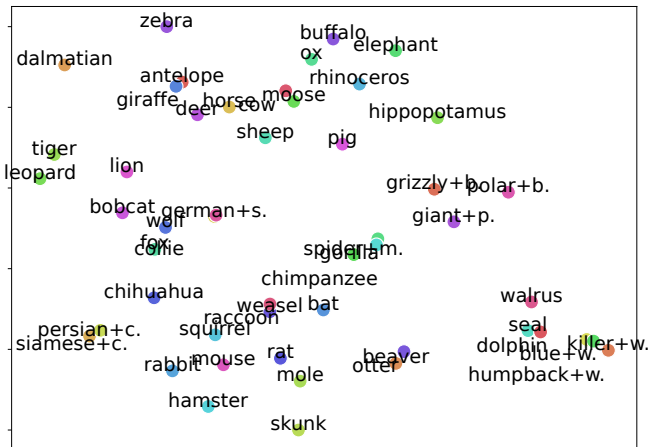 zebra
buffalo
ox
elephant
dalmatian
antelope
rhinoceros
giraffe
horse
cow
moose
deer
hippopotamus
sheep
pig
tiger
lion
leopard
grizzly+b.
polar+b.
bobcat
german+s.
wolf
giant+p.
fox
collie
spider+m.
gorilla
chimpanzee
chihuahua
weasel
bat
walrus
raccoon
persian+c.
squirrel
seal
siamese+c.
dolphin
killer+w.
blue+w.
rabbit
mouse
rat
beaver
otter
mole
humpback+w.
hamster
skunk